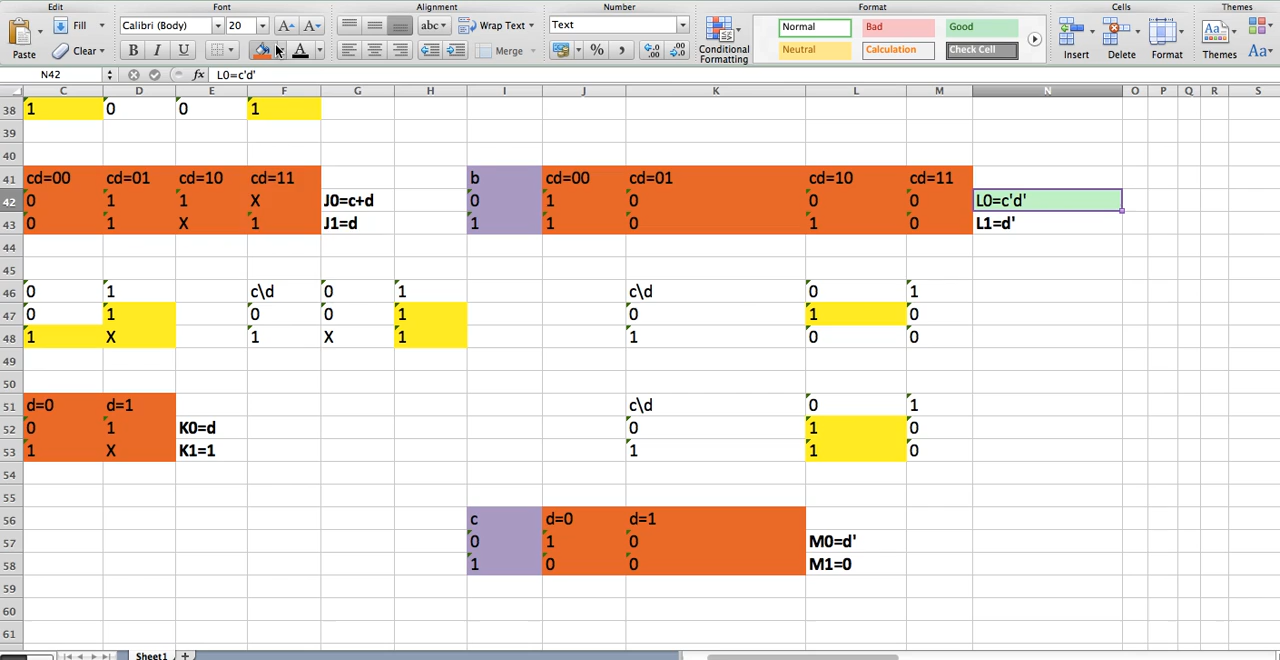 Edit Font Alignment Number Format Cells Themes
Fill Calibri (Body) 20 A A abc Wrap Text Text Normal Bad Good
Paste Clear B I U A Merge % , .0 .00 .00 .0 Conditional Formatting Neutral Calculation Check Cell Insert Delete Format Themes Aa
N42 fx L0=c'd'
C D E F G H I J K L M N O P Q R S
38 1 0 0 1
39
40
41 cd=00 cd=01 cd=10 cd=11 b cd=00 cd=01 cd=10 cd=11
42 0 1 1 X J0=c+d 0 1 0 0 0 L0=c'd'
43 0 1 X 1 J1=d 1 1 0 1 0 L1=d'
44
45
46 0 1 c\d 0 1 c\d 0 1
47 0 1 0 0 1 0 1 0
48 1 X 1 X 1 1 0 0
49
50
51 d=0 d=1 c\d 0 1
52 0 1 K0=d 0 1 0
53 1 X K1=1 1 1 0
54
55
56 c d=0 d=1
57 0 1 0 M0=d'
58 1 0 0 M1=0
59
60
61
Sheet1 +